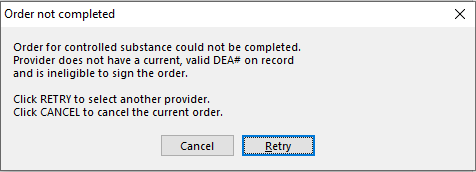 Order not completed
Order for controlled substance could not be completed.
Provider does not have a current, valid DEA# on record
and is ineligible to sign the order.
Click RETRY to select another provider.
Click CANCEL to cancel the current order.
Cancel
Retry